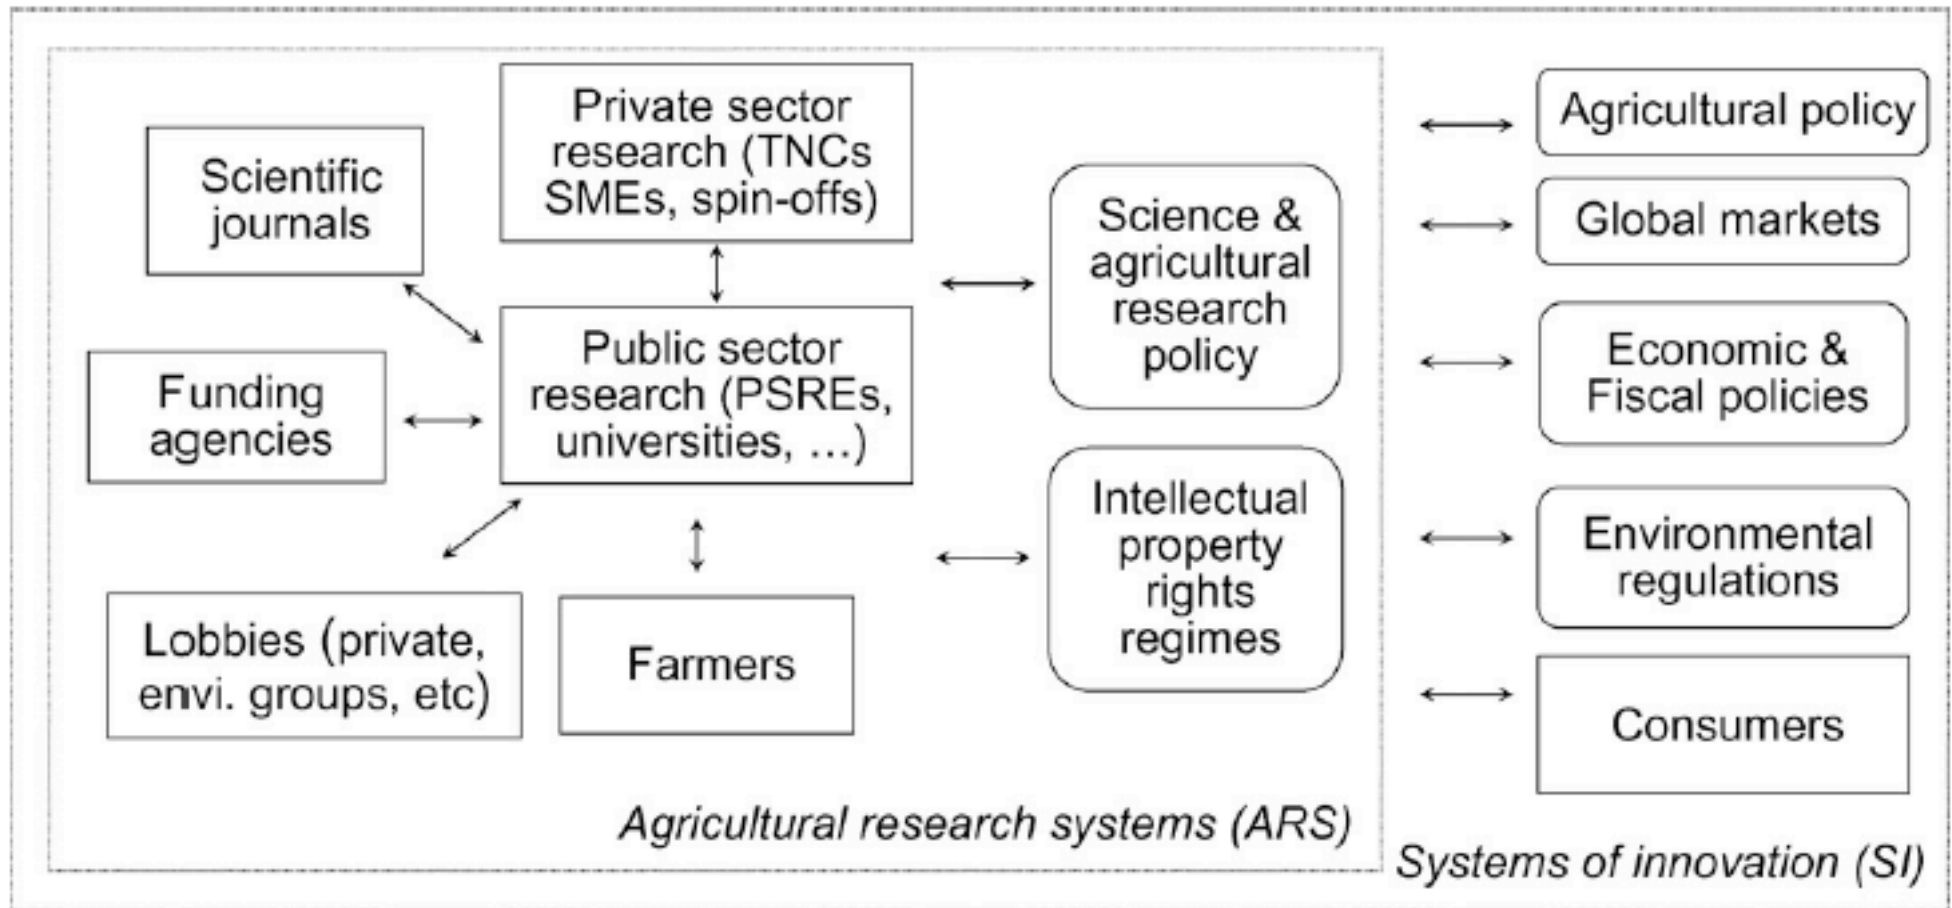 Private sector
research (TNCs
SMEs, spin-offs)
Scientific
journals
Public sector
research (PSREs,
universities, ...)
Funding
agencies
Lobbies (private,
envi. groups, etc)
Farmers
Science &
agricultural
research
policy
Intellectual
property
rights
regimes
Agricultural research systems (ARS)
Agricultural policy
Global markets
Economic &
Fiscal policies
Environmental
regulations
Consumers
Systems of innovation (SI)